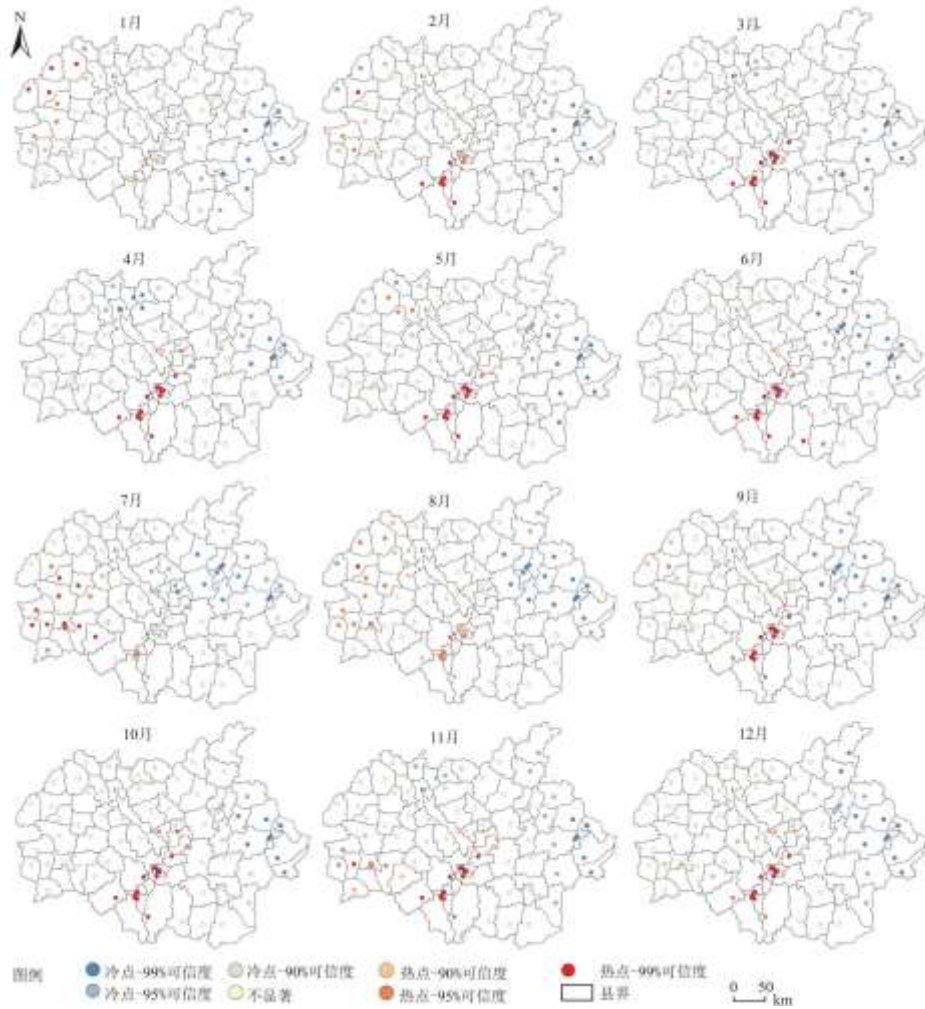 N
1月
2月
3月
4月
5月
6月
7月
8月
9月
10月
11月
12月
图例
冷点-99%可信度
冷点-90%可信度
热点-90%可信度
热点-99%可信度
冷点-95%可信度
不显著
热点-95%可信度
县界
0 50
km